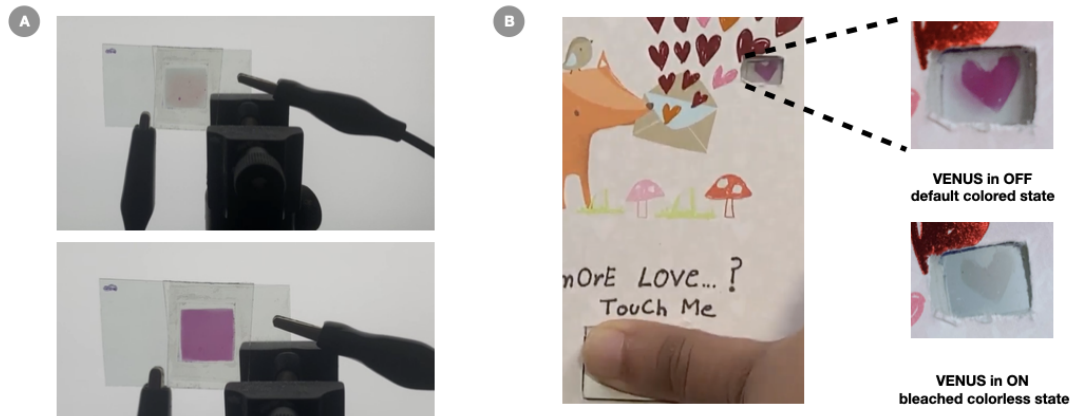 A
B
mOrE LOVE...?
Touch Me
VENUS in OFF
default colored state
VENUS in ON
bleached colorless state